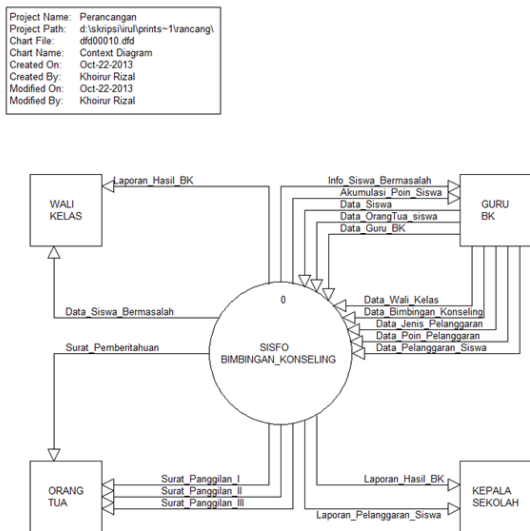 Project Name: Perancangan
Project Path: d:\skripsi\irul\prints~1\rancang\
Chart File: dfd00010.dfd
Chart Name: Context Diagram
Created On: Oct-22-2013
Created By: Khoirur Rizal
Modified On: Oct-22-2013
Modified By: Khoirur Rizal
Laporan_Hasil_BK
Info_Siswa_Bermasalah
Akumulasi_Poin_Siswa
Data_Siswa
Data_OrangTua_siswa
Data_Guru_BK
WALI
KELAS
GURU
BK
Data_Siswa_Bermasalah
Surat_Pemberitahuan
0
SISFO
BIMBINGAN_KONSELING
Data_Wali_Kelas
Data_Bimbingan_Konseling
Data_Jenis_Pelanggaran
Data_Poin_Pelanggaran
Data_Pelanggaran_Siswa
ORANG
TUA
Surat_Panggilan_I
Surat_Panggilan_II
Surat_Panggilan_III
Laporan_Hasil_BK
Laporan_Pelanggaran_Siswa
KEPALA
SEKOLAH